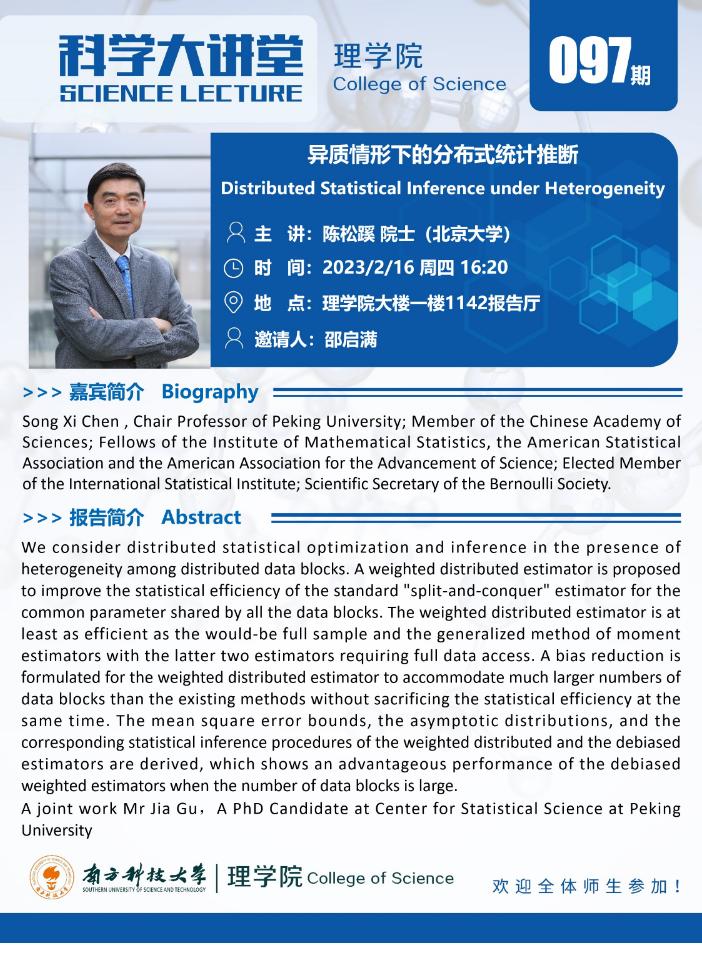 科学大讲堂
SCIENCE LECTURE
理学院
College of Science
097期
异质情形下的分布式统计推断
Distributed Statistical Inference under Heterogeneity
主 讲：陈松蹊 院士（北京大学）
时 间：2023/2/16 周四 16:20
地 点：理学院大楼一楼1142报告厅
邀请人：邵启满
>>> 嘉宾简介 Biography
Song Xi Chen , Chair Professor of Peking University; Member of the Chinese Academy of
Sciences; Fellows of the Institute of Mathematical Statistics, the American Statistical
Association and the American Association for the Advancement of Science; Elected Member
of the International Statistical Institute; Scientific Secretary of the Bernoulli Society.
>>> 报告简介 Abstract
We consider distributed statistical optimization and inference in the presence of
heterogeneity among distributed data blocks. A weighted distributed estimator is proposed
to improve the statistical efficiency of the standard "split-and-conquer" estimator for the
common parameter shared by all the data blocks. The weighted distributed estimator is at
least as efficient as the would-be full sample and the generalized method of moment
estimators with the latter two estimators requiring full data access. A bias reduction is
formulated for the weighted distributed estimator to accommodate much larger numbers of
data blocks than the existing methods without sacrificing the statistical efficiency at the
same time. The mean square error bounds, the asymptotic distributions, and the
corresponding statistical inference procedures of the weighted distributed and the debiased
estimators are derived, which shows an advantageous performance of the debiased
weighted estimators when the number of data blocks is large.
A joint work Mr Jia Gu，A PhD Candidate at Center for Statistical Science at Peking
University
南方科技大学
SOUTHERN UNIVERSITY OF SCIENCE AND TECHNOLOGY
理学院 College of Science
欢迎全体师生参加！